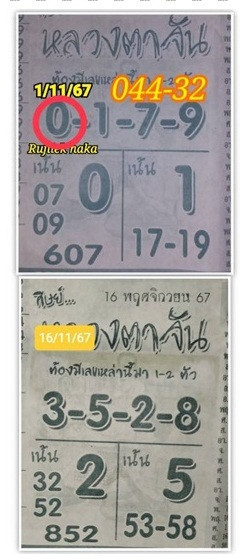 หลวงตาจัน
ต้องมีเลขเหล่านี้มา 1-2 ตัว
1/11/67
044-32
0-1-7-9
Rujtek naka
เน้น 0
07
09
607
เน้น 1
17-19
ศิษย์... 16 พฤศจิกายน 67
16/11/67
หลวงตาจัน
ต้องมีเลขเหล่านี้มา 1-2 ตัว
3-5-2-8
เน้น 2
32
52
852
เน้น 5
53-58